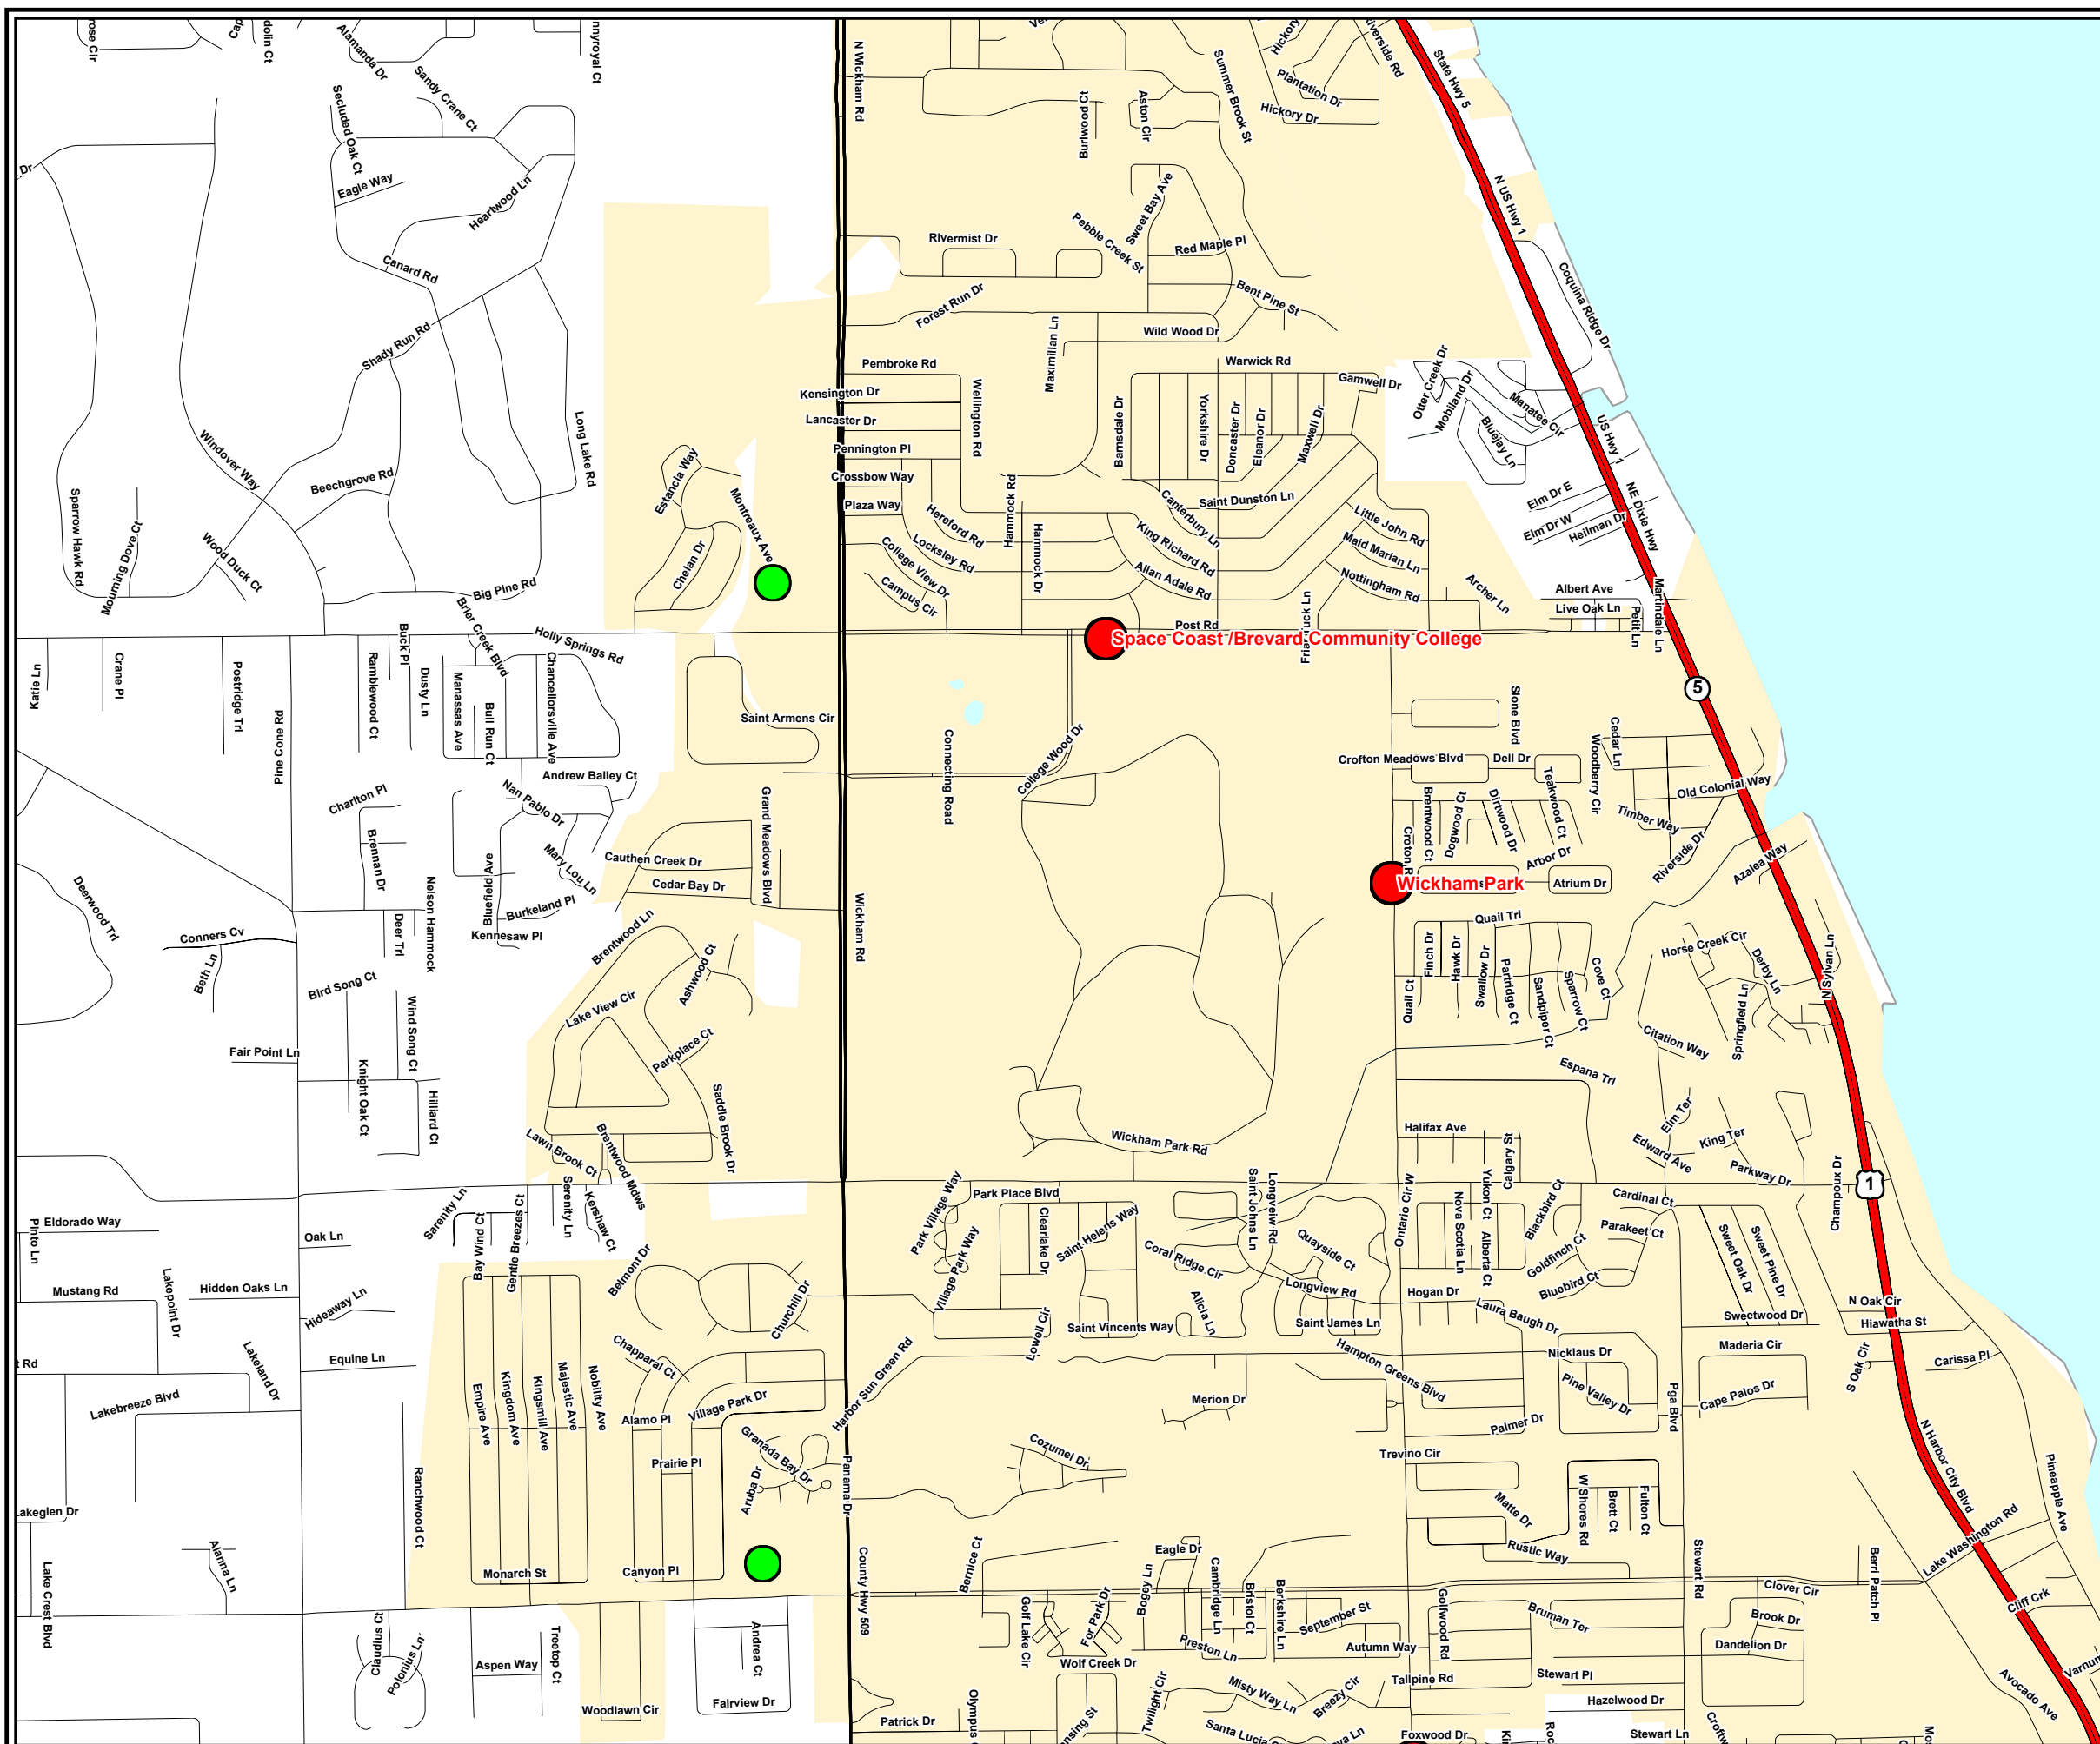 Alamanda Dr
Sandy Crane Ct
Secluded Oak Ct
Eagle Way
Heartwood Ln
Canard Rd
Shady Run Rd
Long Lake Rd
Windover Way
Beechgrove Rd
Sparrow Hawk Rd
Mourning Dove Ct
Wood Duck Ct
Big Pine Rd
N Wickham Rd
Summer Brook St
Hickory
Riverside Rd
State Hwy 5
Plantation Dr
Hickory Dr
Burlwood Ct
Aston Cir
N US Hwy 1
Sweet Bay Ave
Pebble Creek St
Red Maple Pl
Rivermist Dr
Forest Run Dr
Bent Pine St
Wild Wood Dr
Coquina Ridge Dr
Maximilian Ln
Pembroke Rd
Kensington Dr
Lancaster Dr
Pennington Pl
Crossbow Way
Plaza Way
Wellington Rd
Warwick Rd
Gamwell Dr
Barnsdale Dr
Yorkshire Dr
Doncaster Dr
Eleanor Dr
Maxwell Dr
Otter Creek Dr
Mobiland Dr
Manatee Cir
Bluejay Ln
US Hwy 1
Estancia Way
Montreaux Ave
Chelan Dr
Hereford Rd
Locksley Rd
College View Dr
Campus Cir
Hammock Rd
Hammock Dr
Saint Dunston Ln
Canterbury Ln
King Richard Rd
Allan Adale Rd
Little John Rd
Maid Marian Ln
Nottingham Rd
Archer Ln
Elm Dr E
Elm Dr W
Heilman Dr
NE Dixie Hwy
Albert Ave
Live Oak Ln
Petit Ln
Martindale Ln
Post Rd
Space Coast /Brevard Community College
5
Katie Ln
Crane Pl
Postridge Trl
Pine Cone Rd
Ramblewood Ct
Buck Pl
Dusty Ln
Brier Creek Blvd
Holly Springs Rd
Manassas Ave
Bull Run Ct
Chancellorsville Ave
Andrew Bailey Ct
Nan Pablo Dr
Charlton Pl
Brennan Dr
Mary Lou Ln
Bluefield Ave
Burkeland Pl
Kennesaw Pl
Nelson Hammock
Deer Trl
Deerwood Trl
Conners Cv
Beth Ln
Bird Song Ct
Wind Song Ct
Fair Point Ln
Knight Oak Ct
Hilliard Ct
Saint Armens Cir
Grand Meadows Blvd
Cauthen Creek Dr
Cedar Bay Dr
Wickham Rd
Brentwood Ln
Ashwood Ct
Lake View Cir
Parkplace Ct
Saddle Brook Dr
Lawn Brook Ct
Brentwood Mdws
Connecting Road
College Wood Dr
Wickham Park Rd
Crofton Meadows Blvd
Slone Blvd
Dell Dr
Brentwood Ct
Dogwood Ct
Dirtwood Dr
Teakwood Ct
Woodberry Cir
Cedar Ln
Old Colonial Way
Timber Way
Riverside Dr
Azalea Way
Arbor Dr
Wickham Park
Atrium Dr
Quail Trl
Finch Dr
Hawk Dr
Swallow Dr
Partridge Ct
Sandpiper Ct
Sparrow Ct
Cove Ct
Quail Ct
Horse Creek Cir
Derby Ln
Springfield Ln
N Sylvan Ln
Citation Way
Espana Trl
Elm Ter
King Ter
Edward Ave
Parkway Dr
Halifax Ave
Calgary St
Champoux Dr
1
Eldorado Way
Pinto Ln
Oak Ln
Mustang Rd
Lakepoint Dr
Hidden Oaks Ln
Hideaway Ln
Equine Ln
Lakeland Dr
Lakebreeze Blvd
Sarenity Ln
Bay Wind Ct
Gentle Breezes Ct
Serenity Ln
Kershaw Ct
Belmont Dr
Churchill Dr
Chapparal Ct
Empire Ave
Kingdom Ave
Kingsmill Ave
Majestic Ave
Nobility Ave
Alamo Pl
Village Park Dr
Prairie Pl
Granada Bay Dr
Aruba Dr
Panama Dr
Harbor Sun Green Rd
Ranchwood Ct
Monarch St
Canyon Pl
Park Village Way
Village Park Way
Park Place Blvd
Clearlake Dr
Saint Helens Way
Coral Ridge Cir
Saint Johns Ln
Longveiw Rd
Quayside Ct
Longview Rd
Alicia Ln
Saint James Ln
Saint Vincents Way
Lowell Cir
Merion Dr
Cozumel Dr
Ontario Cir W
Nova Scotia Ln
Yukon Ct
Alberta Ct
Blackbird Ct
Goldfinch Ct
Bluebird Ct
Cardinal Ct
Parakeet Ct
Sweet Oak Dr
Sweet Pine Dr
Sweetwood Dr
N Oak Cir
Hiawatha St
Hogan Dr
Laura Baugh Dr
Hampton Greens Blvd
Nicklaus Dr
Pine Valley Dr
Maderia Cir
Cape Palos Dr
S Oak Cir
Carissa Pl
Pga Blvd
Palmer Dr
Trevino Cir
Matte Dr
Rustic Way
W Shores Rd
Brett Ct
Fulton Ct
Stewart Rd
N Harbor City Blvd
Pineapple Ave
Lake Washington Rd
Berri Patch Pl
Clover Cir
Cliff Crk
Lakeglen Dr
Lake Crest Blvd
Alanna Ln
Claudius Ct
Polonius Ln
Aspen Way
Treetop Ct
Woodlawn Cir
Andrea Ct
Fairview Dr
County Hwy 509
Bernice Ct
Golf Lake Cir
For Park Dr
Wolf Creek Dr
Eagle Dr
Bogey Ln
Cambridge Ln
Bristol Ct
Berkshire Ln
September St
Preston Ln
Autumn Way
Golfwood Rd
Tallpine Rd
Bruman Ter
Brook Dr
Dandelion Dr
Stewart Pl
Hazelwood Dr
Stewart Ln
Patrick Dr
Twilight Cir
Misty Way Ln
Breezy Cir
Foxwood Dr
Avocado Ave